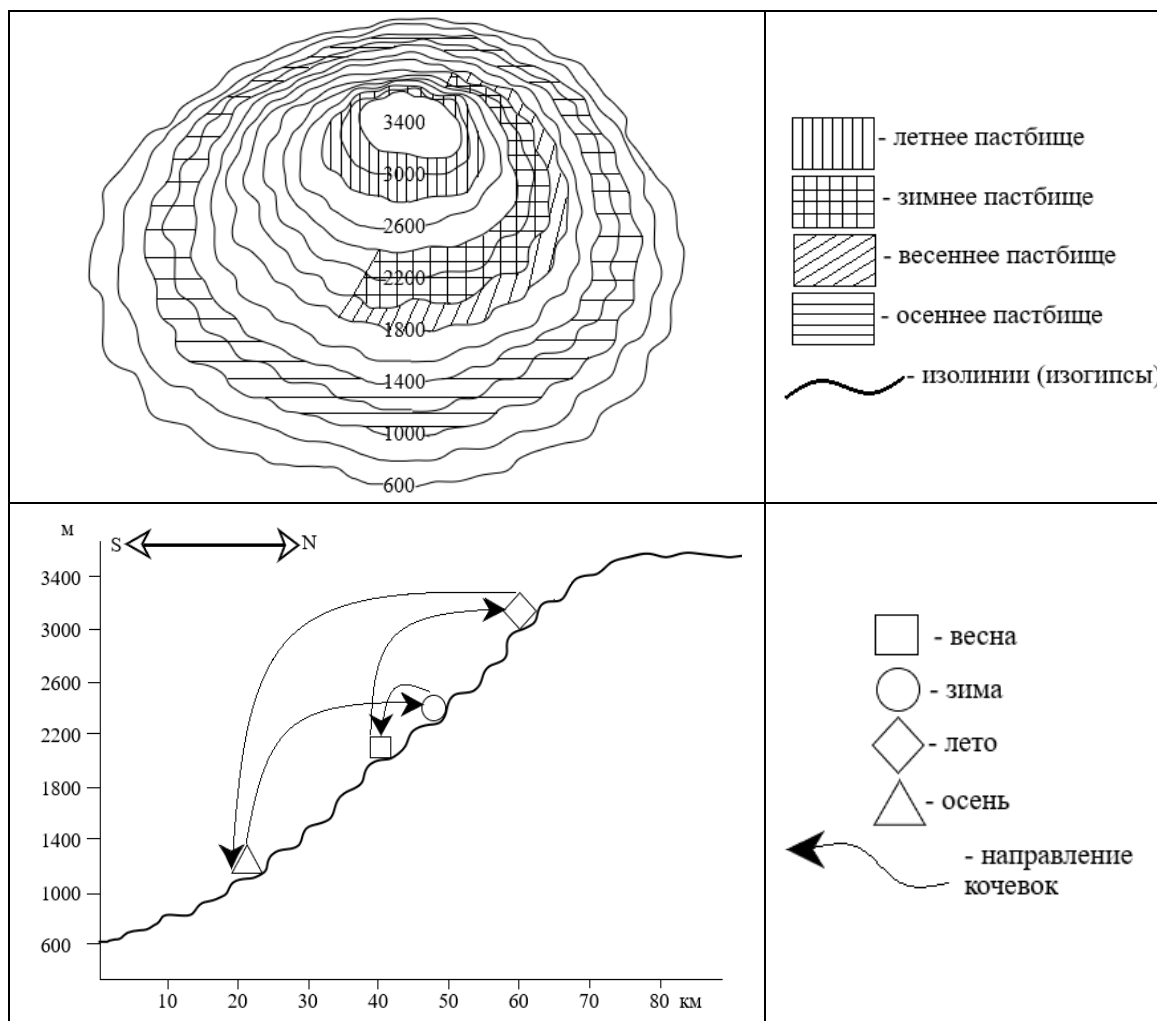 3400
3000
2600
2200
1800
1400
1000
600
- летнее пастбище
- зимнее пастбище
- весеннее пастбище
- осеннее пастбище
- изолинии (изогипсы)
м
S N
3400
3000
2600
2200
1800
1400
1000
600
10 20 30 40 50 60 70 80 км
- весна
- зима
- лето
- осень
- направление
кочевок